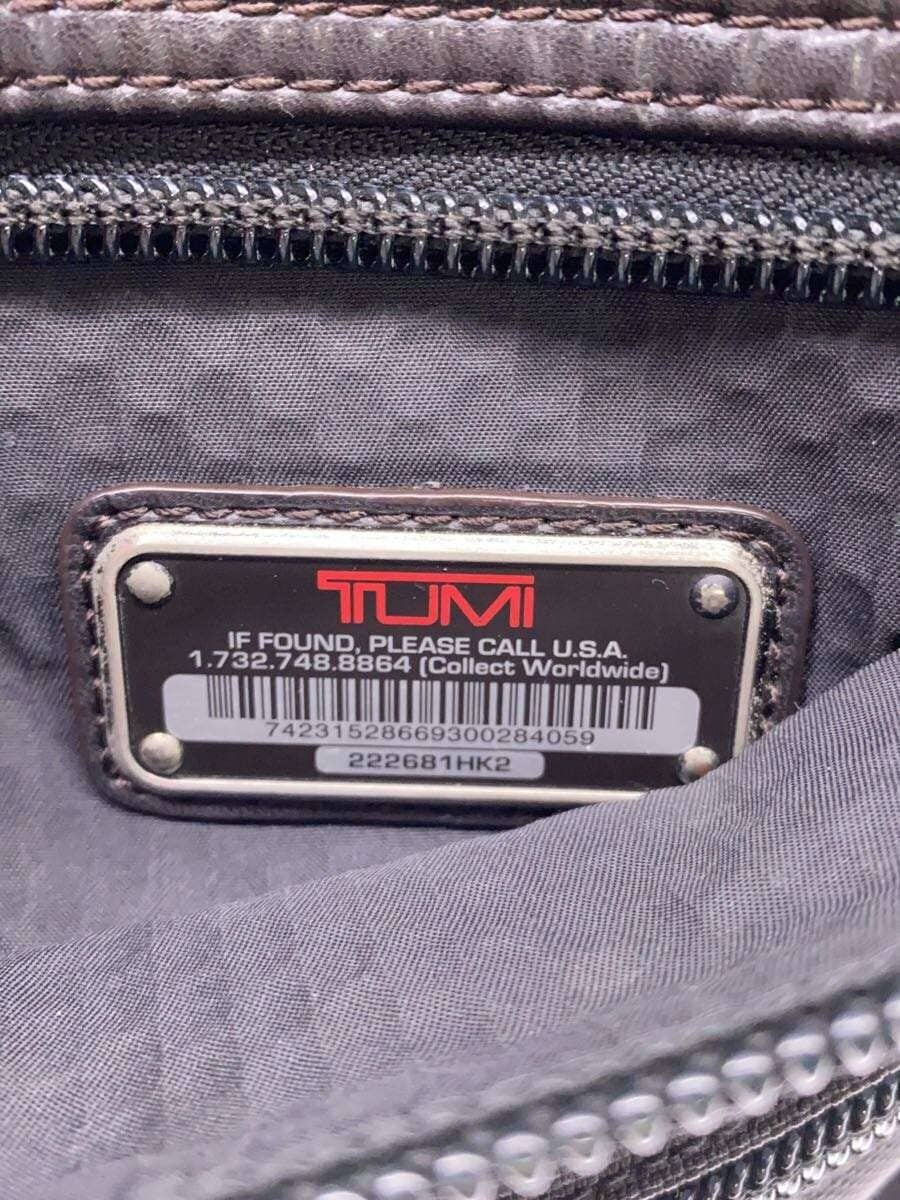 TUMI
IF FOUND, PLEASE CALL U.S.A.
1.732.748.8864 (Collect Worldwide)
74231528669300284059
222681HK2